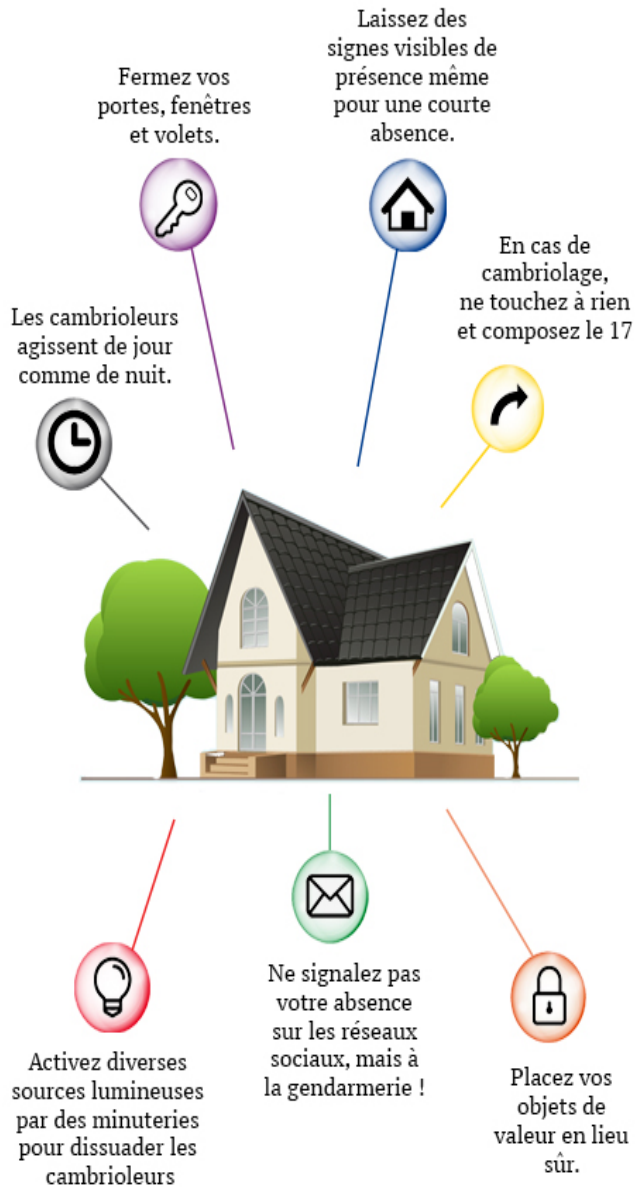 Laissez des
signes visibles de
présence même
pour une courte
absence.
Fermez vos
portes, fenêtres
et volets.
En cas de
cambriolage,
ne touchez à rien
et composez le 17
Les cambrioleurs
agissent de jour
comme de nuit.
Ne signalez pas
votre absence
sur les réseaux
sociaux, mais à
la gendarmerie !
Activez diverses
sources lumineuses
par des minuteries
pour dissuader les
cambrioleurs
Placez vos
objets de
valeur en lieu
sûr.